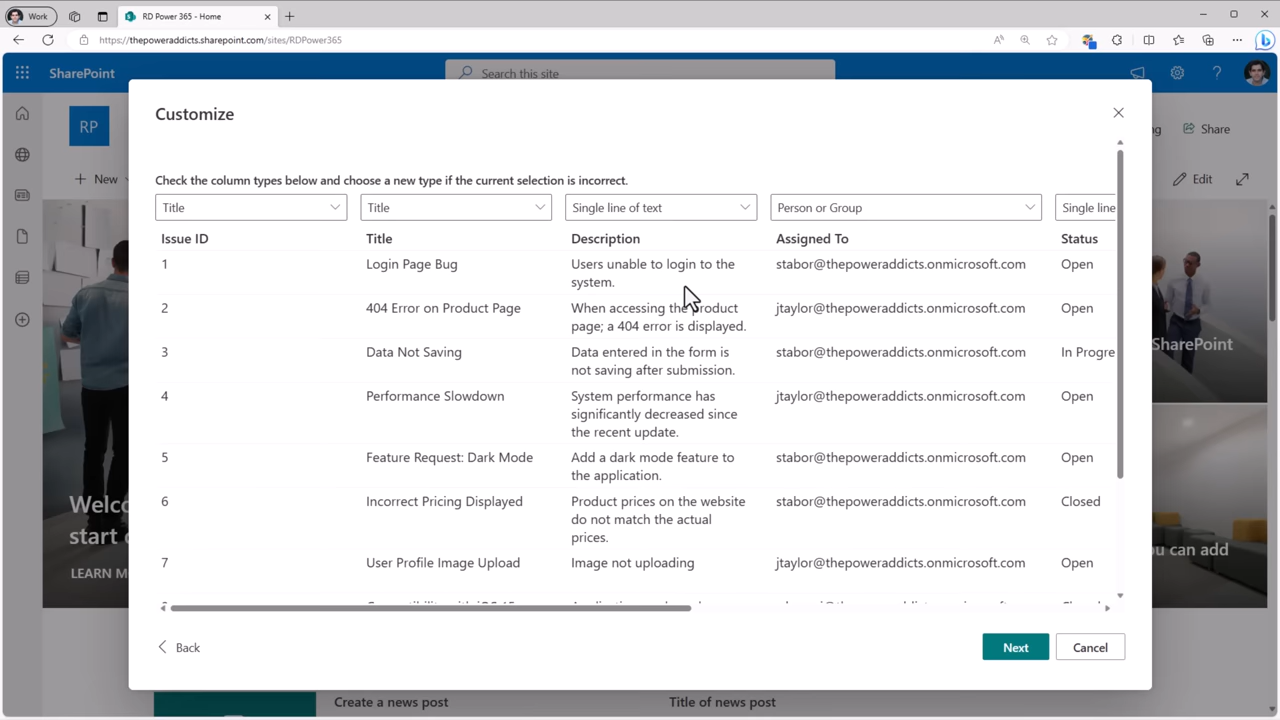 Work
RD Power 365 - Home
https://thepoweraddicts.sharepoint.com/sites/RDPower365
SharePoint
Search this site
RP
ng
Share
New
Edit
Customize
Check the column types below and choose a new type if the current selection is incorrect.
Title
Title
Single line of text
Person or Group
Single line
Issue ID
Title
Description
Assigned To
Status
1
Login Page Bug
Users unable to login to the
system.
stabor@thepoweraddicts.onmicrosoft.com
Open
2
404 Error on Product Page
When accessing the product
page; a 404 error is displayed.
jtaylor@thepoweraddicts.onmicrosoft.com
Open
3
Data Not Saving
Data entered in the form is
not saving after submission.
stabor@thepoweraddicts.onmicrosoft.com
In Progre
4
Performance Slowdown
System performance has
significantly decreased since
the recent update.
jtaylor@thepoweraddicts.onmicrosoft.com
Open
5
Feature Request: Dark Mode
Add a dark mode feature to
the application.
stabor@thepoweraddicts.onmicrosoft.com
Open
6
Incorrect Pricing Displayed
Product prices on the website
do not match the actual
prices.
stabor@thepoweraddicts.onmicrosoft.com
Closed
7
User Profile Image Upload
Image not uploading
jtaylor@thepoweraddicts.onmicrosoft.com
Open
Back
Next
Cancel
Welc
start
LEARN M
SharePoint
u can add
Create a news post
Title of news post